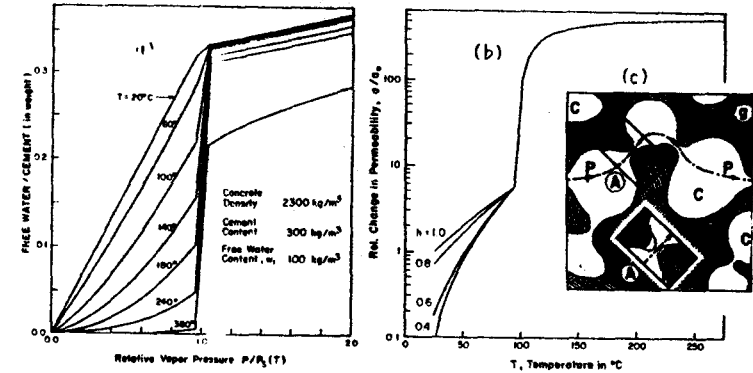 FREE WATER/CEMENT (in weight)
0.3
0.2
0.1
0.0
T = 20°C
60°
100°
140°
180°
240°
380°
Concrete
Density 2300 kg/m³
Cement
Content 300 kg/m³
Free Water
Content, w₁ 100 kg/m³
1.0
2.0
Relative Vapor Pressure P/Pₛ(T)
(b)
Rel. Change in Permeability, a/a₀
100
10
1
0.1
h=1.0
0.8
0.6
0.4
0
50
100
150
200
250
T, Temperature in °C
(c)
C
P
A
P
C
C
A